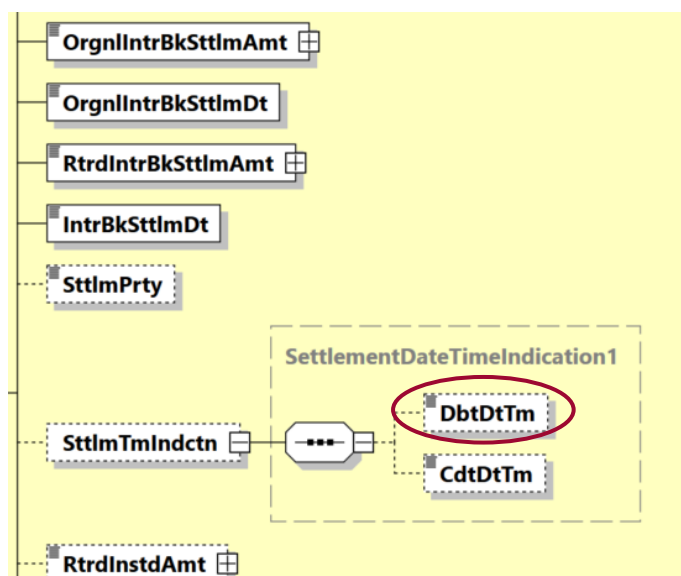 OrgnlIntrBkSttlmAmt
OrgnlIntrBkSttlmDt
RtrdIntrBkSttlmAmt
IntrBkSttlmDt
SttlmPrty
SettlementDateTimeIndication1
DbtDtTm
SttlmTmIndctn
CdtDtTm
RtrdInstdAmt